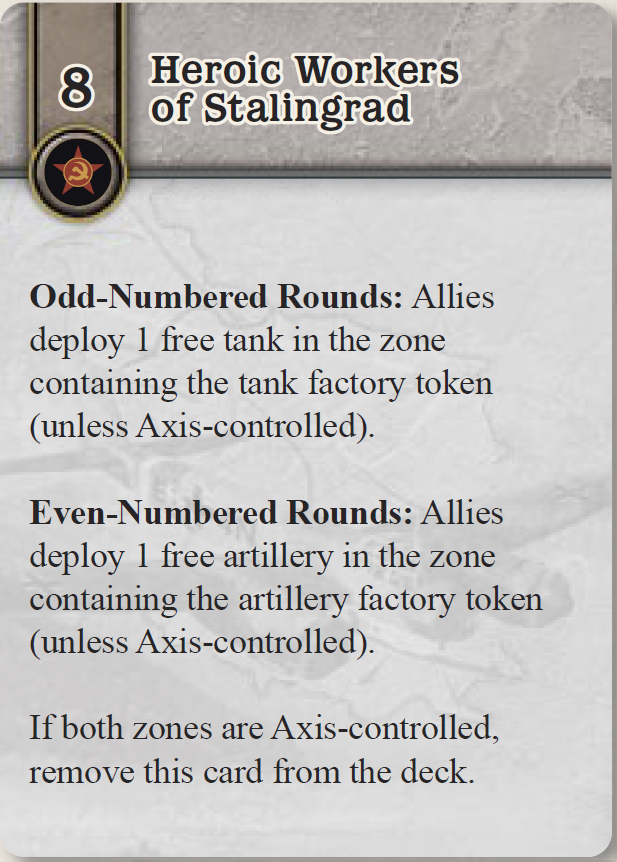 8
Heroic Workers
of Stalingrad
Odd-Numbered Rounds: Allies
deploy 1 free tank in the zone
containing the tank factory token
(unless Axis-controlled).
Even-Numbered Rounds: Allies
deploy 1 free artillery in the zone
containing the artillery factory token
(unless Axis-controlled).
If both zones are Axis-controlled,
remove this card from the deck.